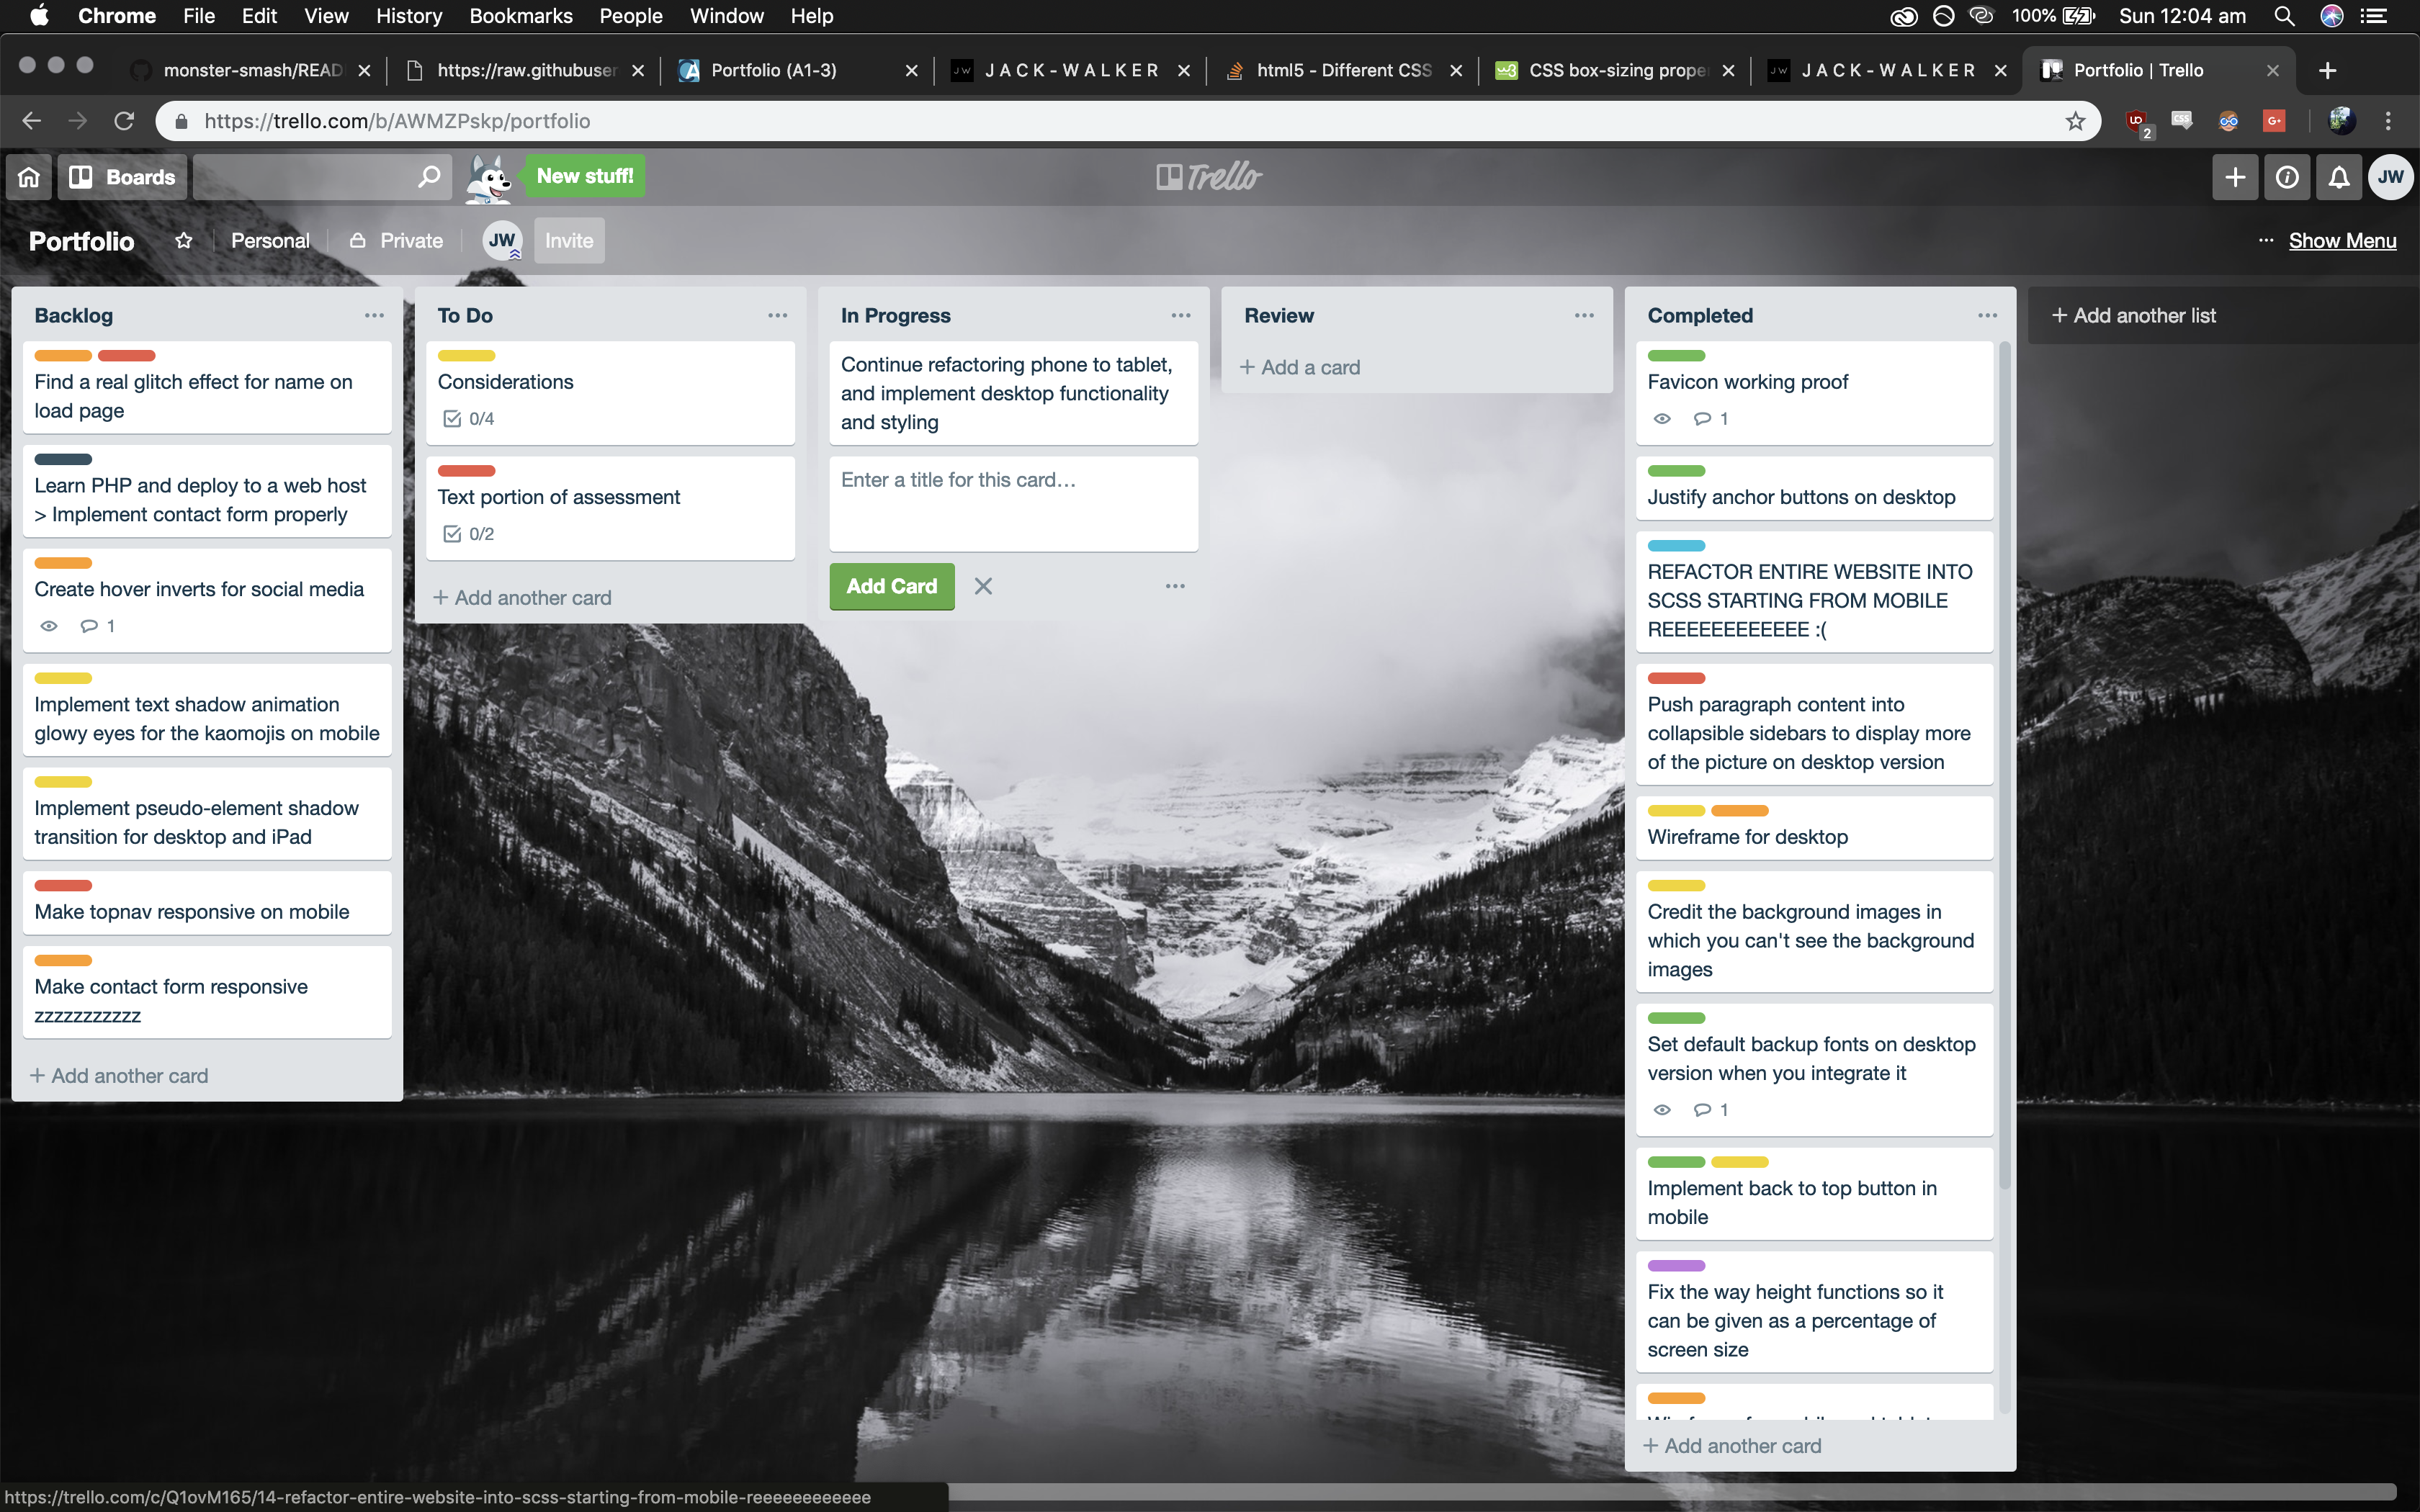 Chrome File Edit View History Bookmarks People Window Help 100% Sun 12:04 am
monster-smash/READ https://raw.githubuser Portfolio (A1-3) JACK-WALKER html5 - Different CSS CSS box-sizing prope JACK-WALKER Portfolio | Trello
https://trello.com/b/AWMZPskp/portfolio UD 2 CSS G+
Boards New stuff! Trello JW
Portfolio Personal Private JW Invite ... Show Menu
Backlog
Find a real glitch effect for name on
load page
Learn PHP and deploy to a web host
> Implement contact form properly
Create hover inverts for social media
1
Implement text shadow animation
glowy eyes for the kaomojis on mobile
Implement pseudo-element shadow
transition for desktop and iPad
Make topnav responsive on mobile
Make contact form responsive
zzzzzzzzzzz
+ Add another card
To Do
Considerations
0/4
Text portion of assessment
0/2
+ Add another card
In Progress
Continue refactoring phone to tablet,
and implement desktop functionality
and styling
Enter a title for this card…
Add Card
Review
+ Add a card
Completed
Favicon working proof
1
Justify anchor buttons on desktop
REFACTOR ENTIRE WEBSITE INTO
SCSS STARTING FROM MOBILE
REEEEEEEEEEEE :(
Push paragraph content into
collapsible sidebars to display more
of the picture on desktop version
Wireframe for desktop
Credit the background images in
which you can't see the background
images
Set default backup fonts on desktop
version when you integrate it
1
Implement back to top button in
mobile
Fix the way height functions so it
can be given as a percentage of
screen size
+ Add another card
+ Add another list
https://trello.com/c/Q1ovM165/14-refactor-entire-website-into-scss-starting-from-mobile-reeeeeeeeeeee